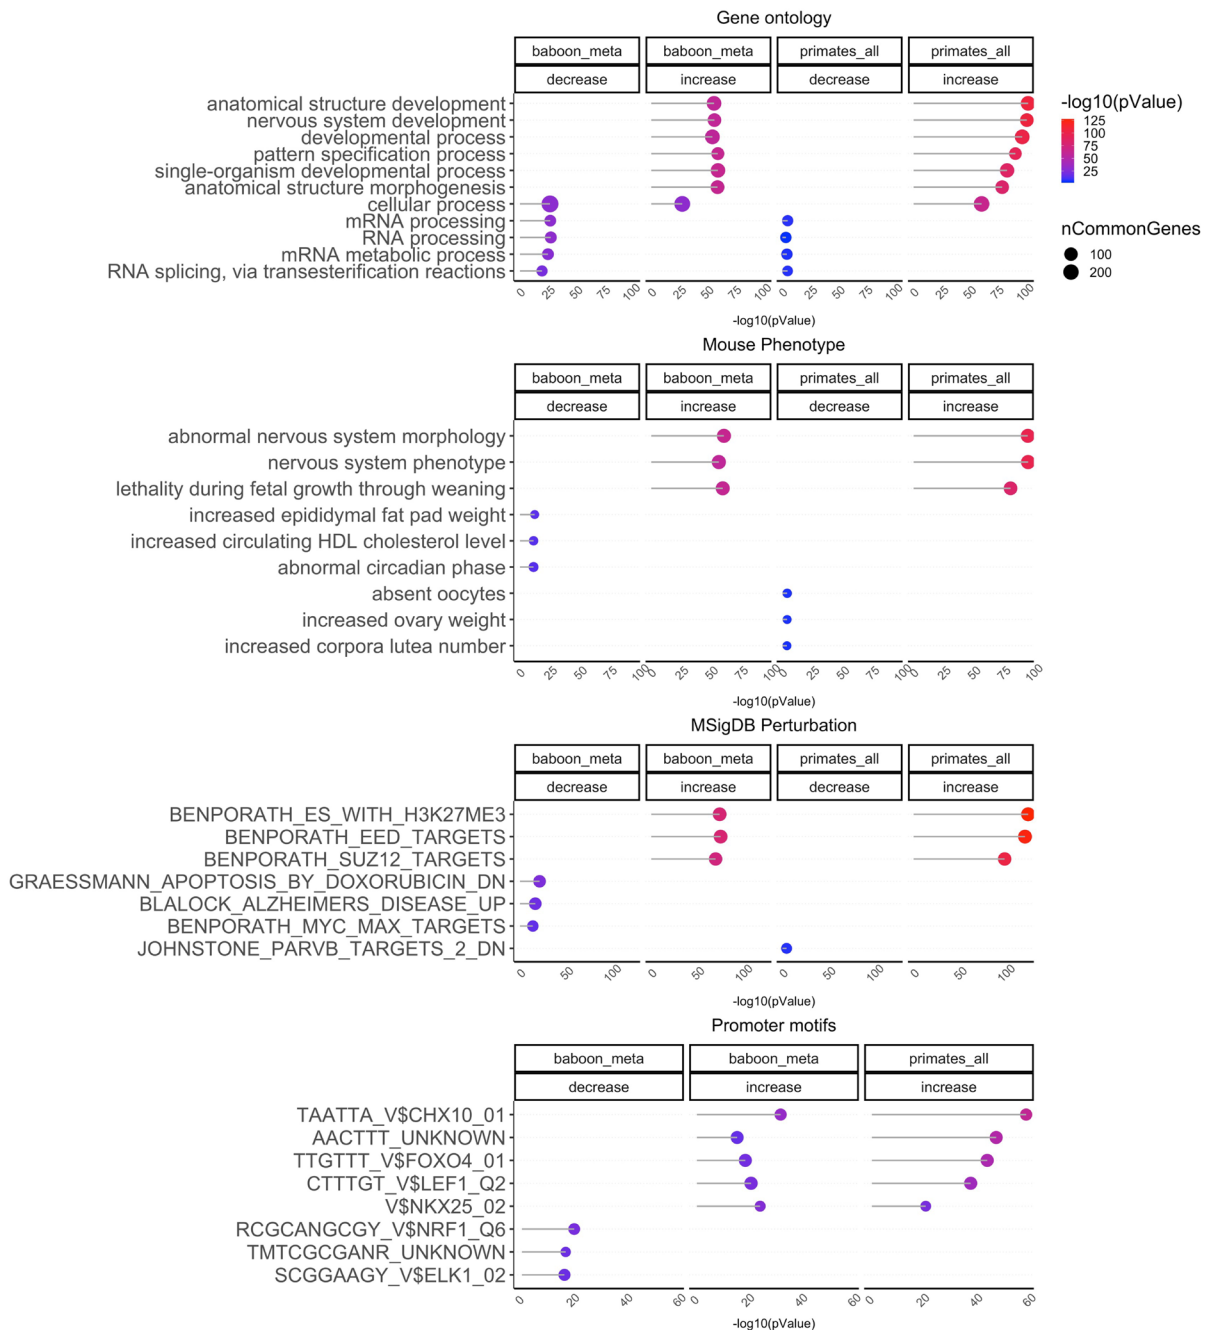 Gene ontology
baboon_meta baboon_meta primates_all primates_all
decrease increase decrease increase
anatomical structure development
nervous system development
developmental process
pattern specification process
single-organism developmental process
anatomical structure morphogenesis
cellular process
mRNA processing
RNA processing
mRNA metabolic process
RNA splicing, via transesterification reactions
0 25 50 75 100 0 25 50 75 100 0 25 50 75 100 0 25 50 75 100
-log10(pValue)
-log10(pValue)
125
100
75
50
25
nCommonGenes
100
200
Mouse Phenotype
baboon_meta baboon_meta primates_all primates_all
decrease increase decrease increase
abnormal nervous system morphology
nervous system phenotype
lethality during fetal growth through weaning
increased epididymal fat pad weight
increased circulating HDL cholesterol level
abnormal circadian phase
absent oocytes
increased ovary weight
increased corpora lutea number
0 25 50 75 100 0 25 50 75 100 0 25 50 75 100 0 25 50 75 100
-log10(pValue)
MSigDB Perturbation
baboon_meta baboon_meta primates_all primates_all
decrease increase decrease increase
BENPORATH_ES_WITH_H3K27ME3
BENPORATH_EED_TARGETS
BENPORATH_SUZ12_TARGETS
GRAESSMANN_APOPTOSIS_BY_DOXORUBICIN_DN
BLALOCK_ALZHEIMERS_DISEASE_UP
BENPORATH_MYC_MAX_TARGETS
JOHNSTONE_PARVB_TARGETS_2_DN
0 50 100 0 50 100 0 50 100 0 50 100
-log10(pValue)
Promoter motifs
baboon_meta baboon_meta primates_all
decrease increase increase
TAATTA_V$CHX10_01
AACTTT_UNKNOWN
TTGTTT_V$FOXO4_01
CTTTGT_V$LEF1_Q2
V$NKX25_02
RCGCANGCGY_V$NRF1_Q6
TMTCGCGANR_UNKNOWN
SCGGAAGY_V$ELK1_02
0 20 40 60 0 20 40 60 0 20 40 60
-log10(pValue)